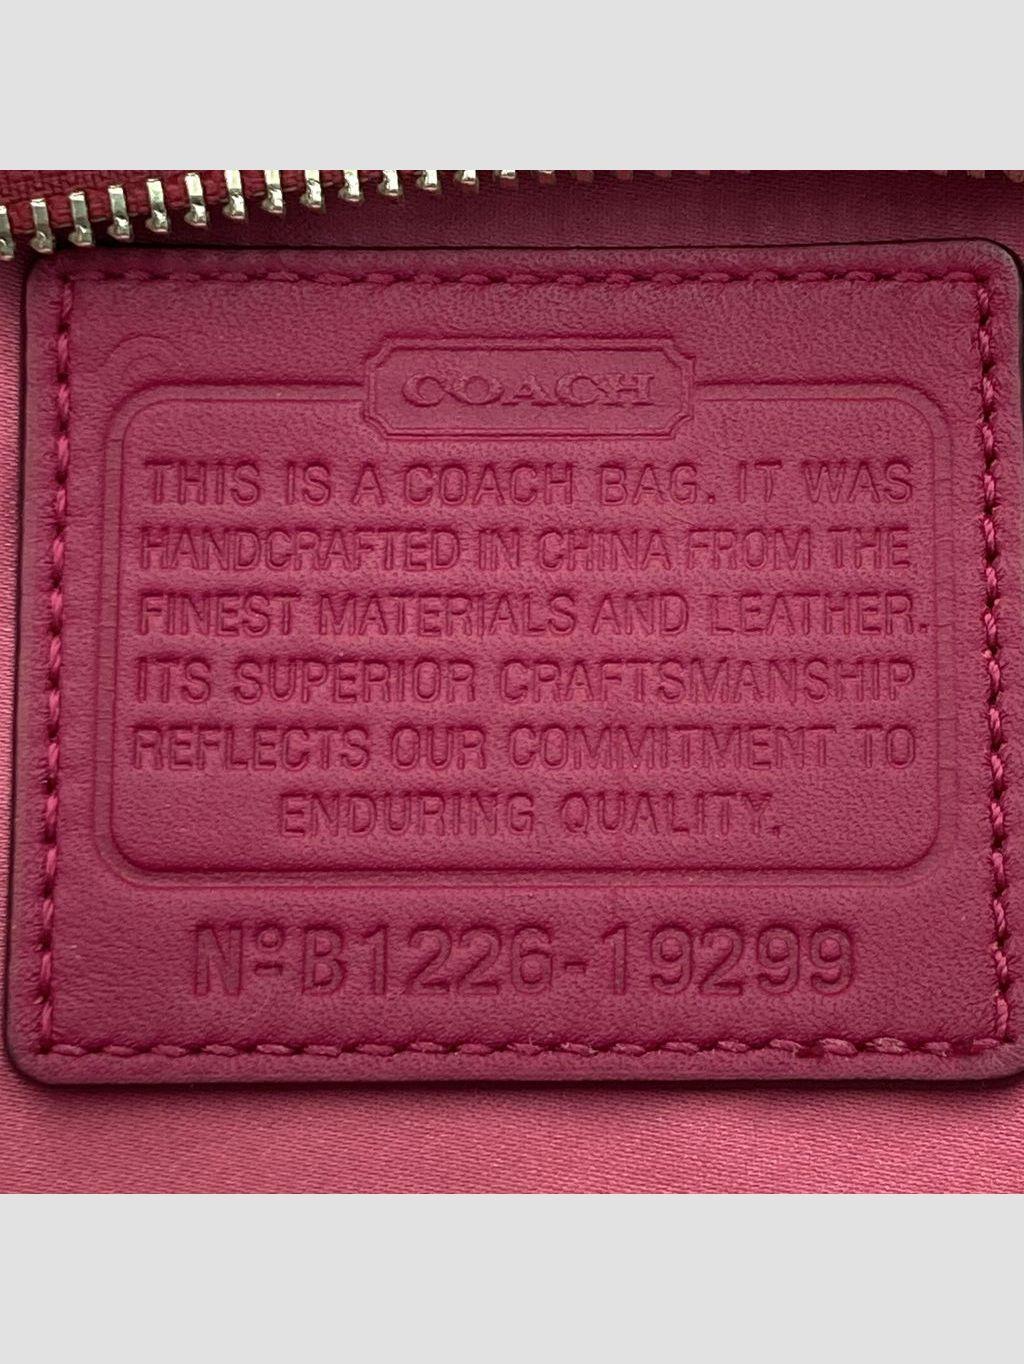 COACH
THIS IS A COACH BAG. IT WAS
HANDCRAFTED IN CHINA FROM THE
FINEST MATERIALS AND LEATHER.
ITS SUPERIOR CRAFTSMANSHIP
REFLECTS OUR COMMITMENT TO
ENDURING QUALITY.
Nº B1226-19299